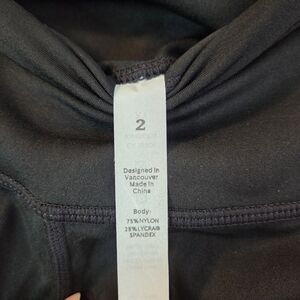 2
Designed in
Vancouver
Made in
China
Body:
75% NYLON
25% LYCRA®
SPANDEX